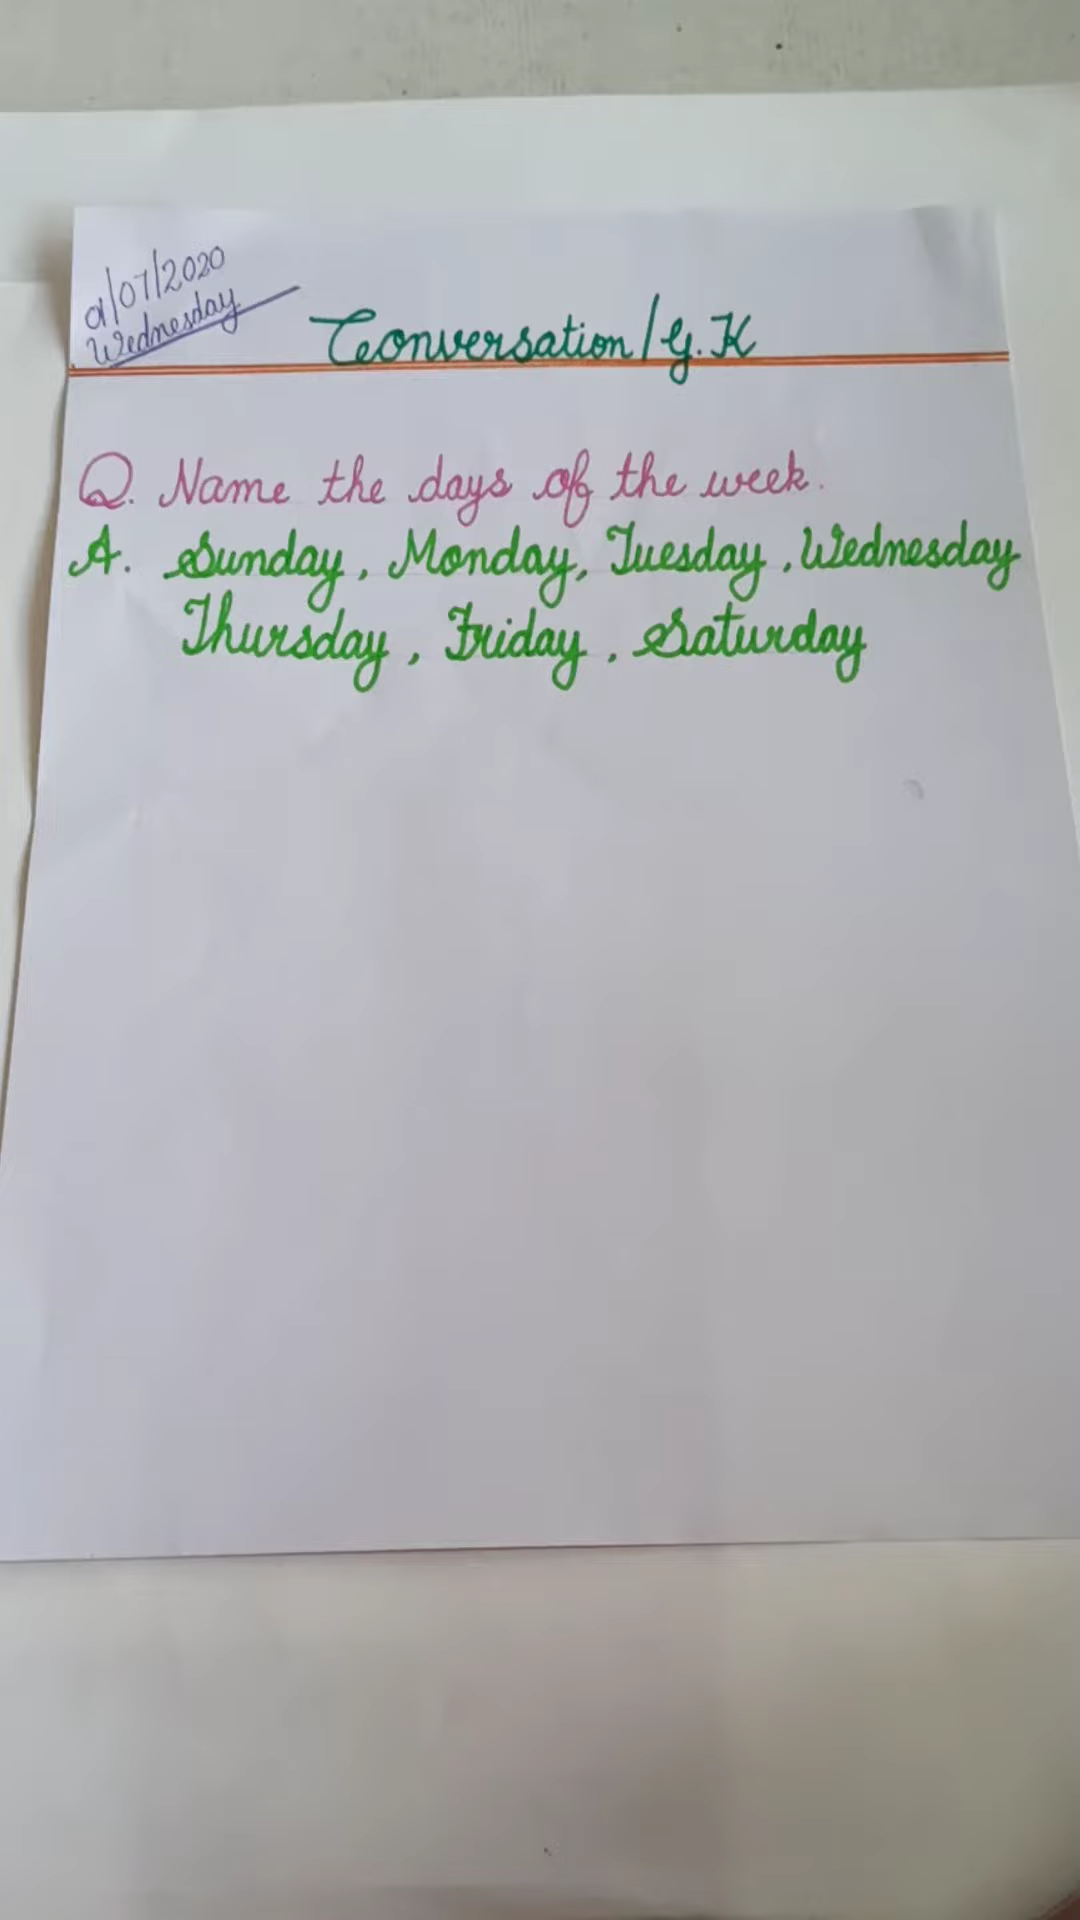 01/07/2020
Wednesday
Conversation/G.K
Q. Name the days of the week.
A. Sunday, Monday, Tuesday, Wednesday
Thursday, Friday, Saturday